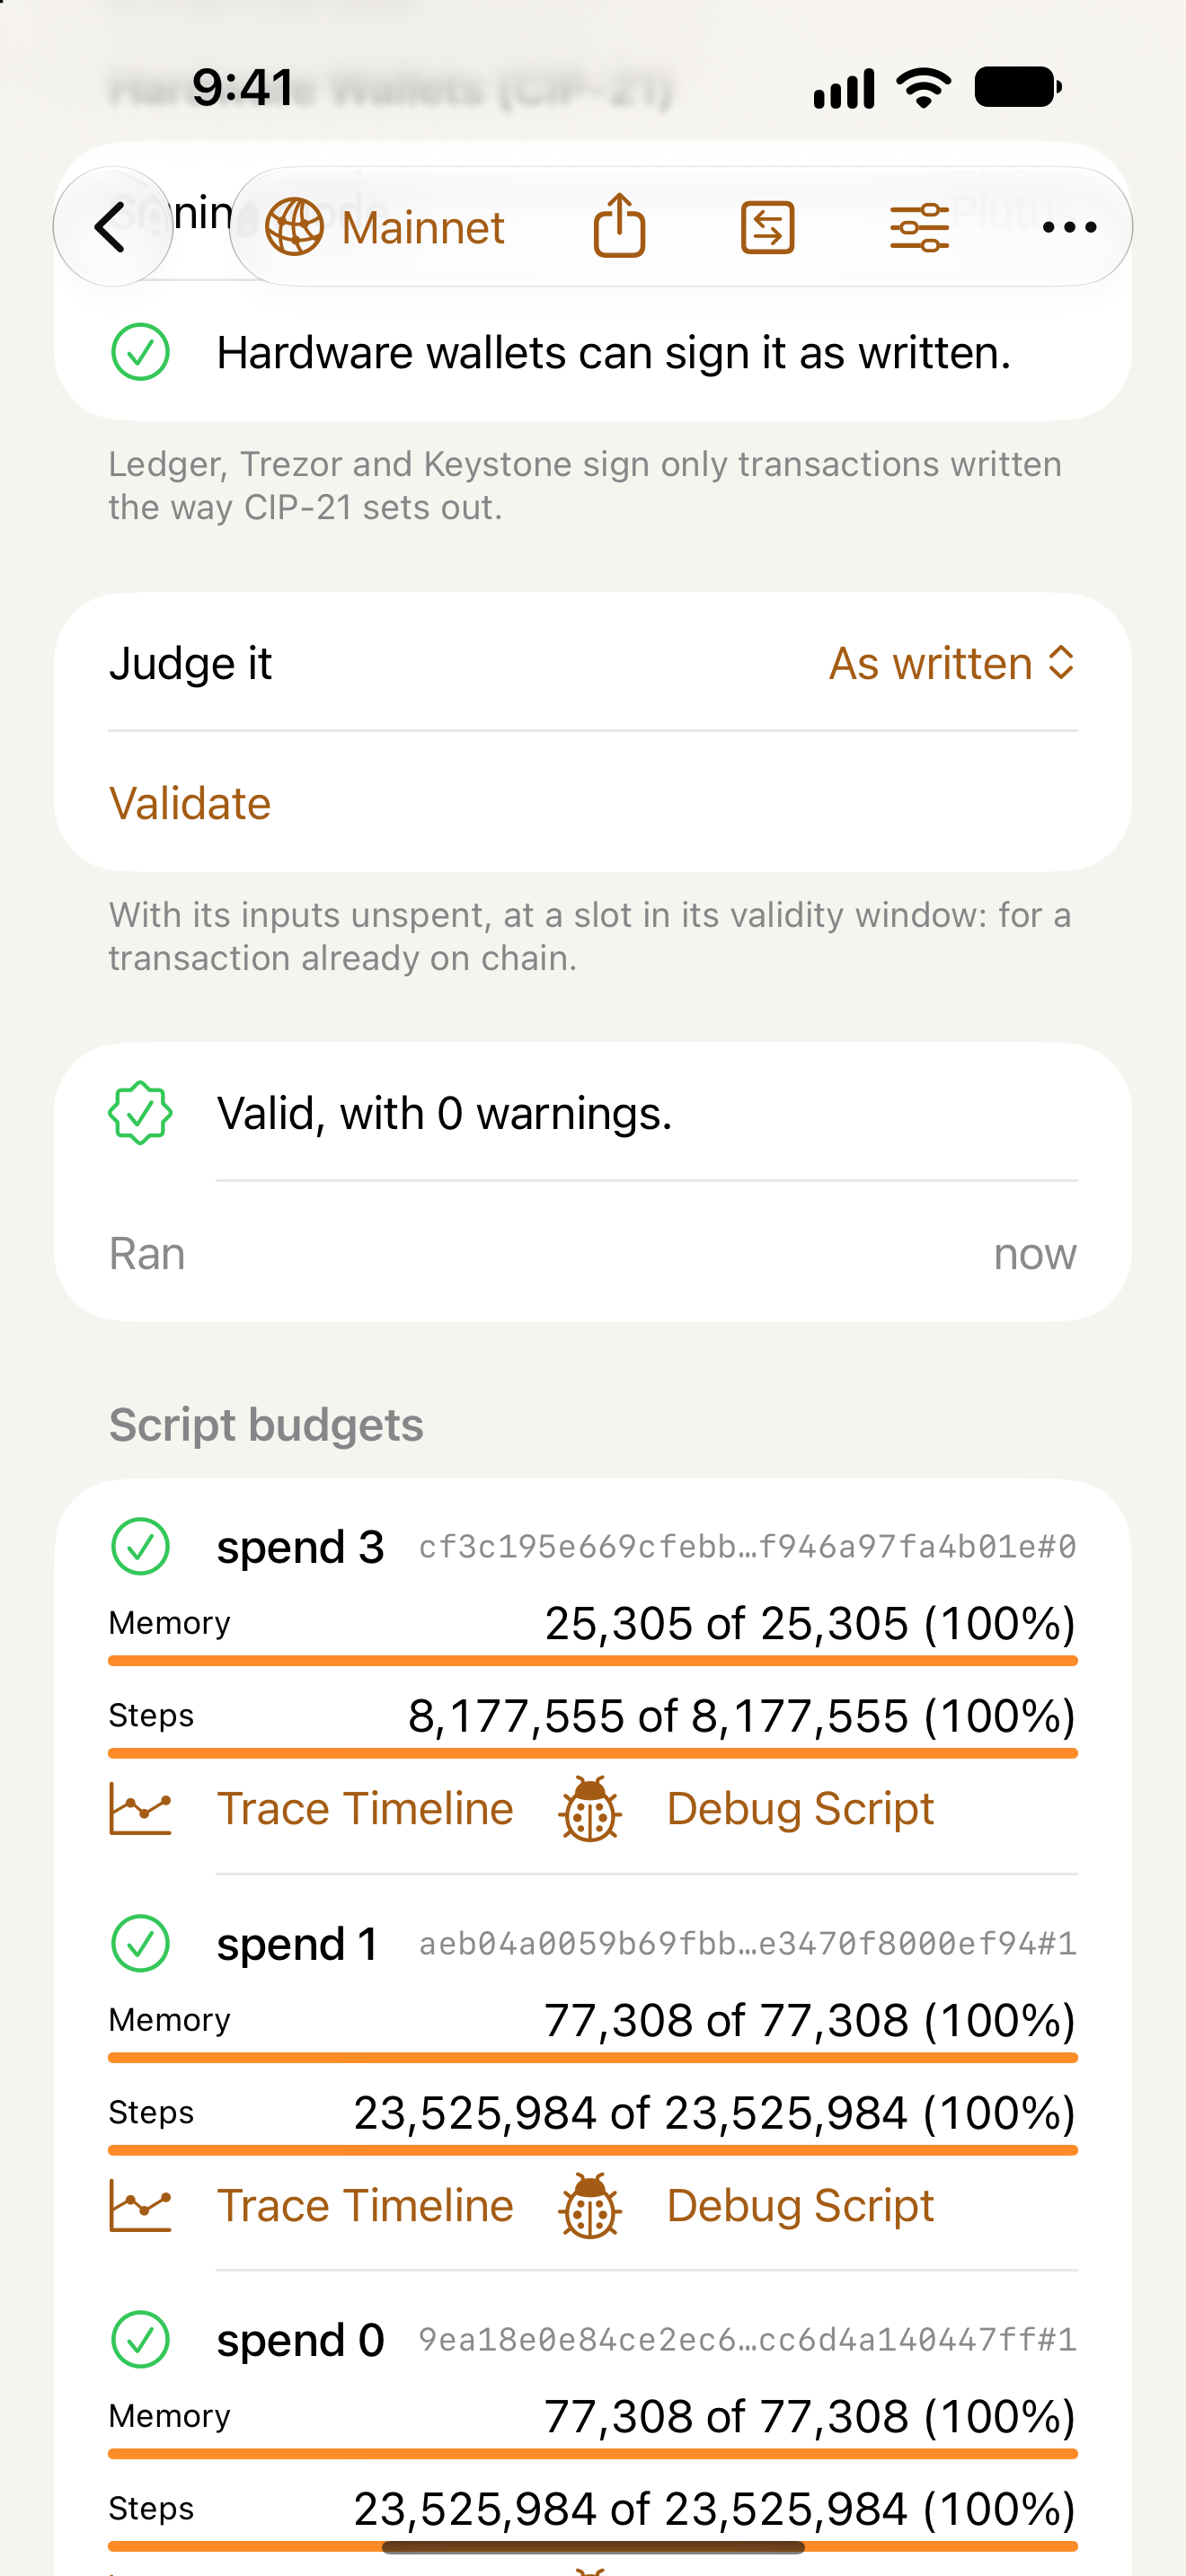 9:41
Hardware Wallets (CIP-21)
Mainnet
Plutus
Hardware wallets can sign it as written.
Ledger, Trezor and Keystone sign only transactions written
the way CIP-21 sets out.
Judge it As written
Validate
With its inputs unspent, at a slot in its validity window: for a
transaction already on chain.
Valid, with 0 warnings.
Ran now
Script budgets
spend 3 cf3c195e669cfebb…f946a97fa4b01e#0
Memory 25,305 of 25,305 (100%)
Steps 8,177,555 of 8,177,555 (100%)
Trace Timeline Debug Script
spend 1 aeb04a0059b69fbb…e3470f8000ef94#1
Memory 77,308 of 77,308 (100%)
Steps 23,525,984 of 23,525,984 (100%)
Trace Timeline Debug Script
spend 0 9ea18e0e84ce2ec6…cc6d4a140447ff#1
Memory 77,308 of 77,308 (100%)
Steps 23,525,984 of 23,525,984 (100%)